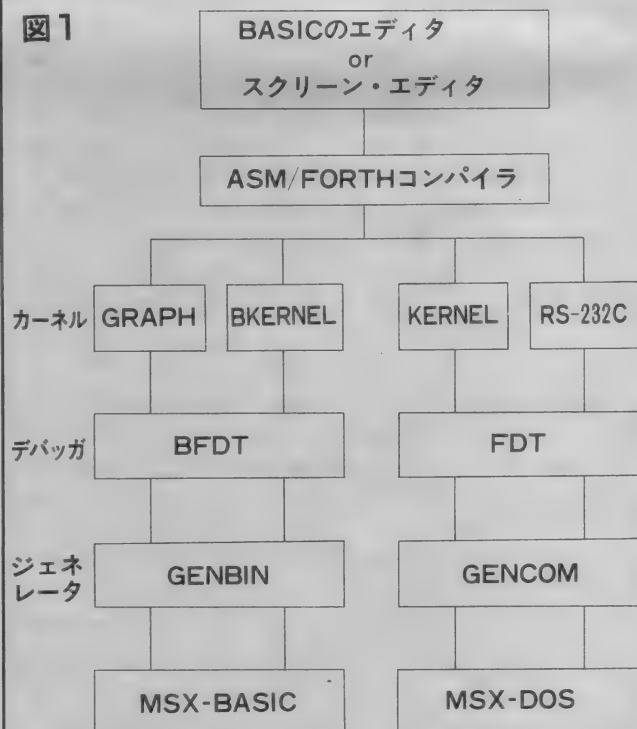 図1
BASICのエディタ
or
スクリーン・エディタ
ASM/FORTHコンパイラ
カーネル
GRAPH
BKERNEL
KERNEL
RS-232C
デバッガ
BFDT
FDT
ジェネ
レータ
GENBIN
GENCOM
MSX-BASIC
MSX-DOS